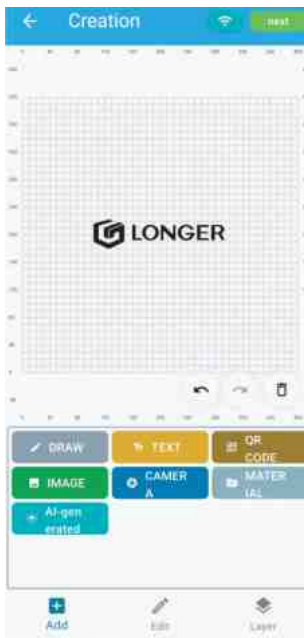 Creation
next
LONGER
DRAW
TEXT
QR
CODE
IMAGE
CAMER
A
MATER
IAL
AI-gen
erated
Add
Edit
Layer